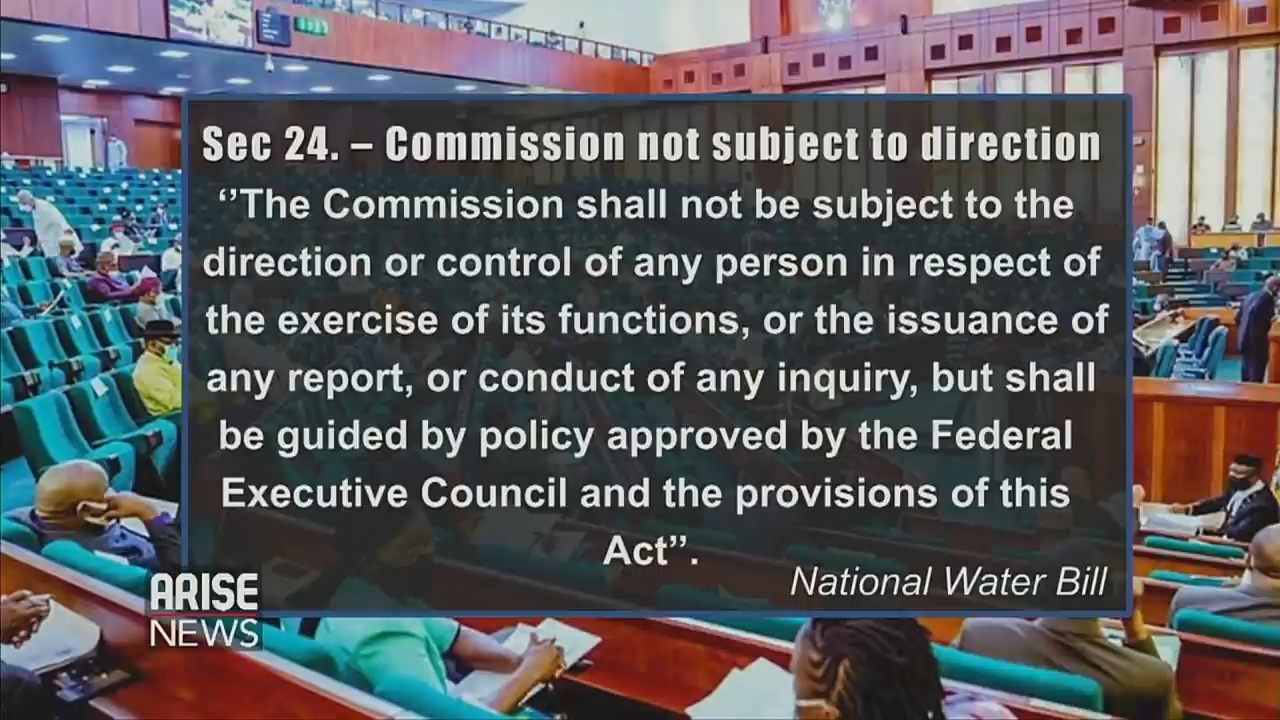 Sec 24. – Commission not subject to direction
‘’The Commission shall not be subject to the
direction or control of any person in respect of
the exercise of its functions, or the issuance of
any report, or conduct of any inquiry, but shall
be guided by policy approved by the Federal
Executive Council and the provisions of this
Act”.
National Water Bill
ARISE
NEWS